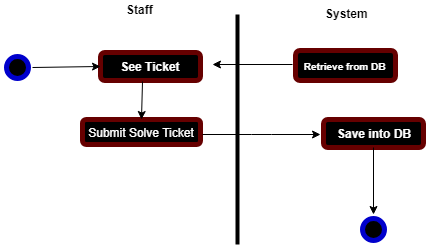 Staff
System
See Ticket
Retrieve from DB
Submit Solve Ticket
Save into DB